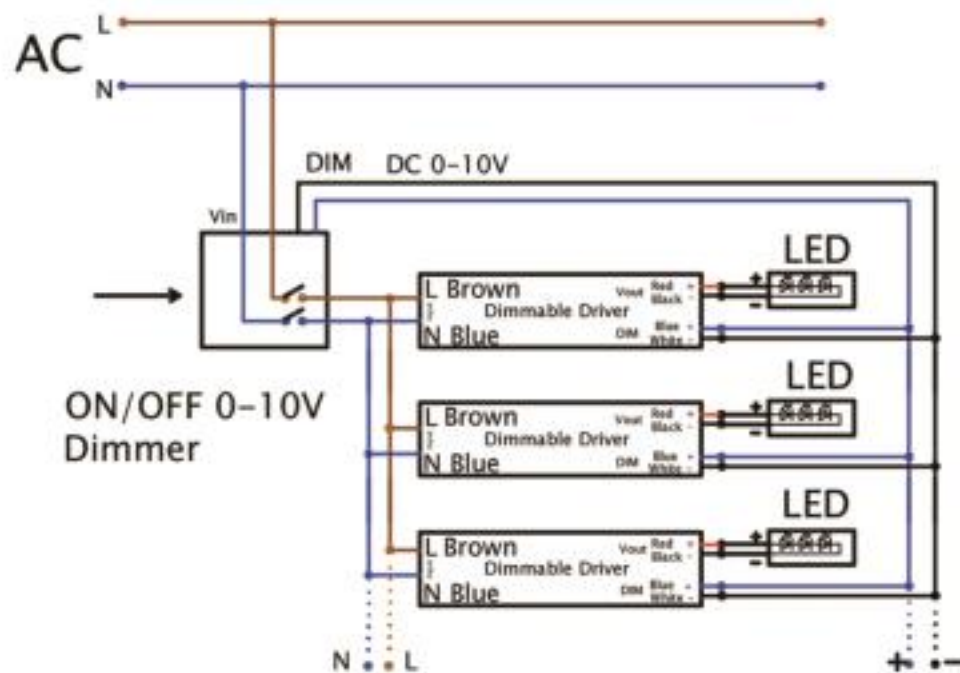 L
AC
N
DIM DC 0-10V
Vin
LED
L Brown
Vout Red +
Black -
Dimmable Driver
+
-
DIM Blue +
White -
N Blue
ON/OFF 0-10V
Dimmer
LED
L Brown
Vout Red +
Black -
Dimmable Driver
+
-
DIM Blue +
White -
N Blue
LED
L Brown
Vout Red +
Black -
Dimmable Driver
+
-
DIM Blue +
White -
N Blue
N L + -